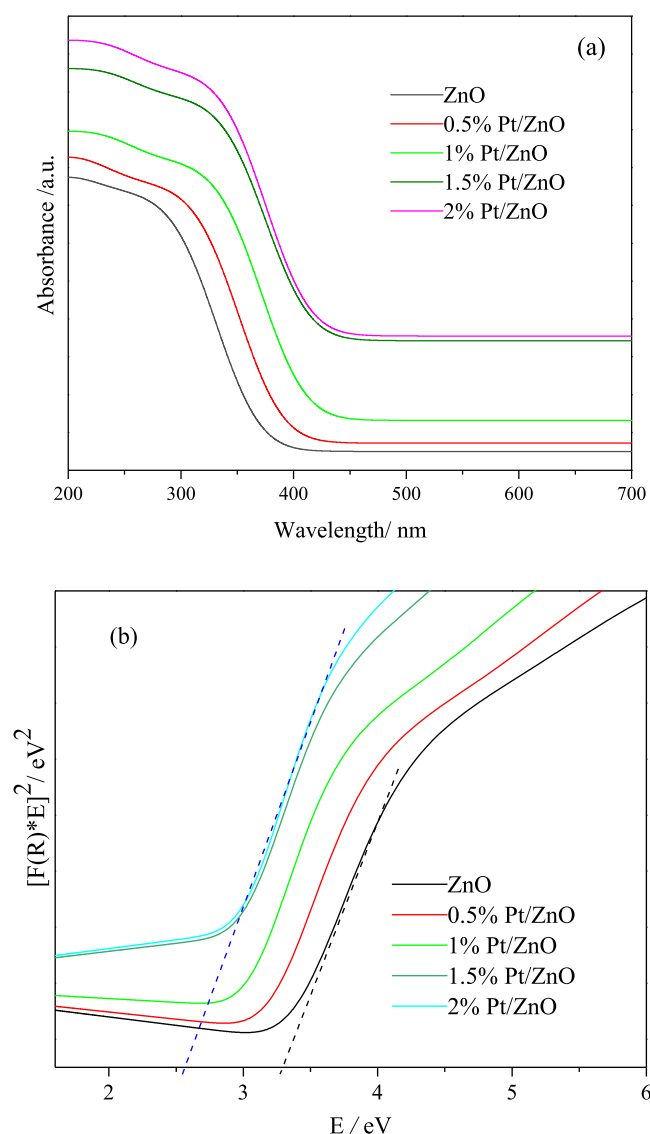 (a)
ZnO
0.5% Pt/ZnO
1% Pt/ZnO
1.5% Pt/ZnO
2% Pt/ZnO
Absorbance /a.u.
200 300 400 500 600 700
Wavelength/ nm
(b)
[F(R)*E]²/ eV²
ZnO
0.5% Pt/ZnO
1% Pt/ZnO
1.5% Pt/ZnO
2% Pt/ZnO
2 3 4 5 6
E / eV